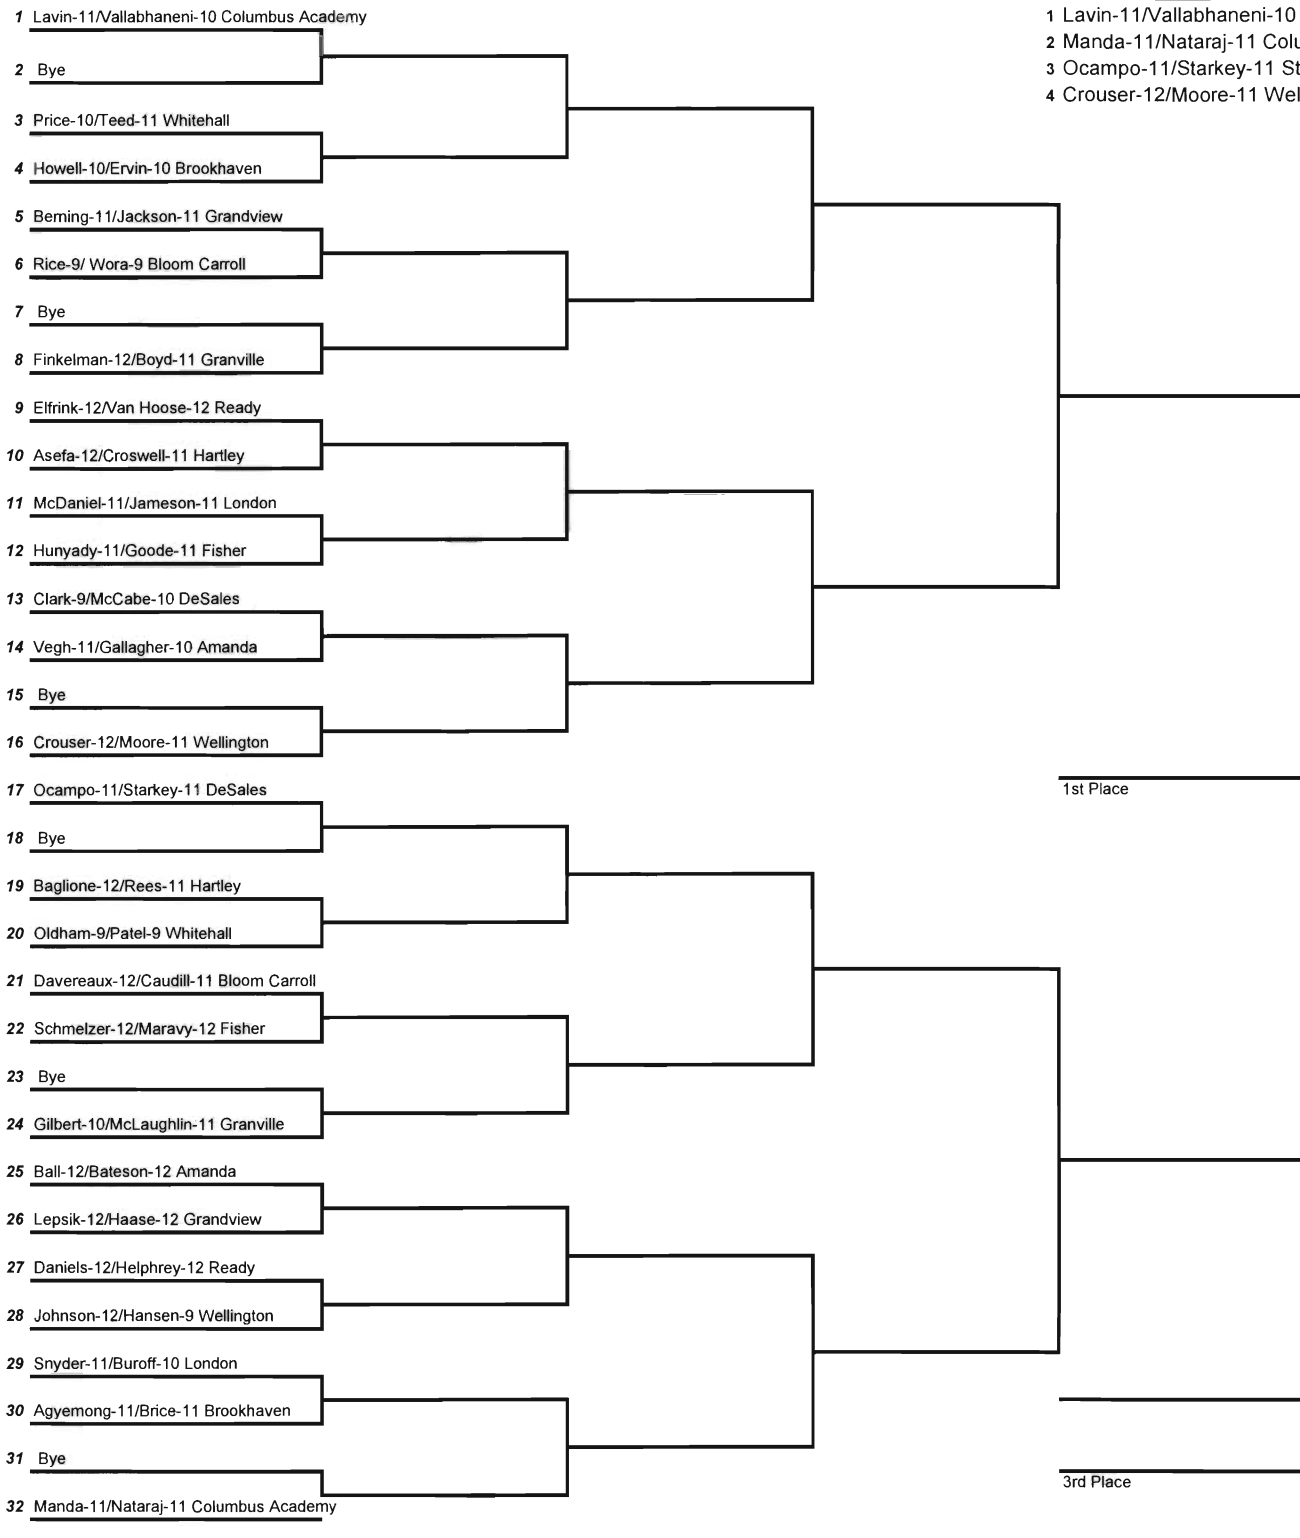 1 Lavin-11/Vallabhaneni-10 Columbus Academy
2 Bye
3 Price-10/Teed-11 Whitehall
4 Howell-10/Ervin-10 Brookhaven
5 Berning-11/Jackson-11 Grandview
6 Rice-9/ Wora-9 Bloom Carroll
7 Bye
8 Finkelman-12/Boyd-11 Granville
9 Elfrink-12/Van Hoose-12 Ready
10 Asefa-12/Croswell-11 Hartley
11 McDaniel-11/Jameson-11 London
12 Hunyady-11/Goode-11 Fisher
13 Clark-9/McCabe-10 DeSales
14 Vegh-11/Gallagher-10 Amanda
15 Bye
16 Crouser-12/Moore-11 Wellington
17 Ocampo-11/Starkey-11 DeSales
18 Bye
19 Baglione-12/Rees-11 Hartley
20 Oldham-9/Patel-9 Whitehall
21 Davereaux-12/Caudill-11 Bloom Carroll
22 Schmelzer-12/Maravy-12 Fisher
23 Bye
24 Gilbert-10/McLaughlin-11 Granville
25 Ball-12/Bateson-12 Amanda
26 Lepsik-12/Haase-12 Grandview
27 Daniels-12/Helphrey-12 Ready
28 Johnson-12/Hansen-9 Wellington
29 Snyder-11/Buroff-10 London
30 Agyemong-11/Brice-11 Brookhaven
31 Bye
32 Manda-11/Nataraj-11 Columbus Academy
1 Lavin-11/Vallabhaneni-10
2 Manda-11/Nataraj-11 Colu
3 Ocampo-11/Starkey-11 St
4 Crouser-12/Moore-11 Wel
1st Place
3rd Place